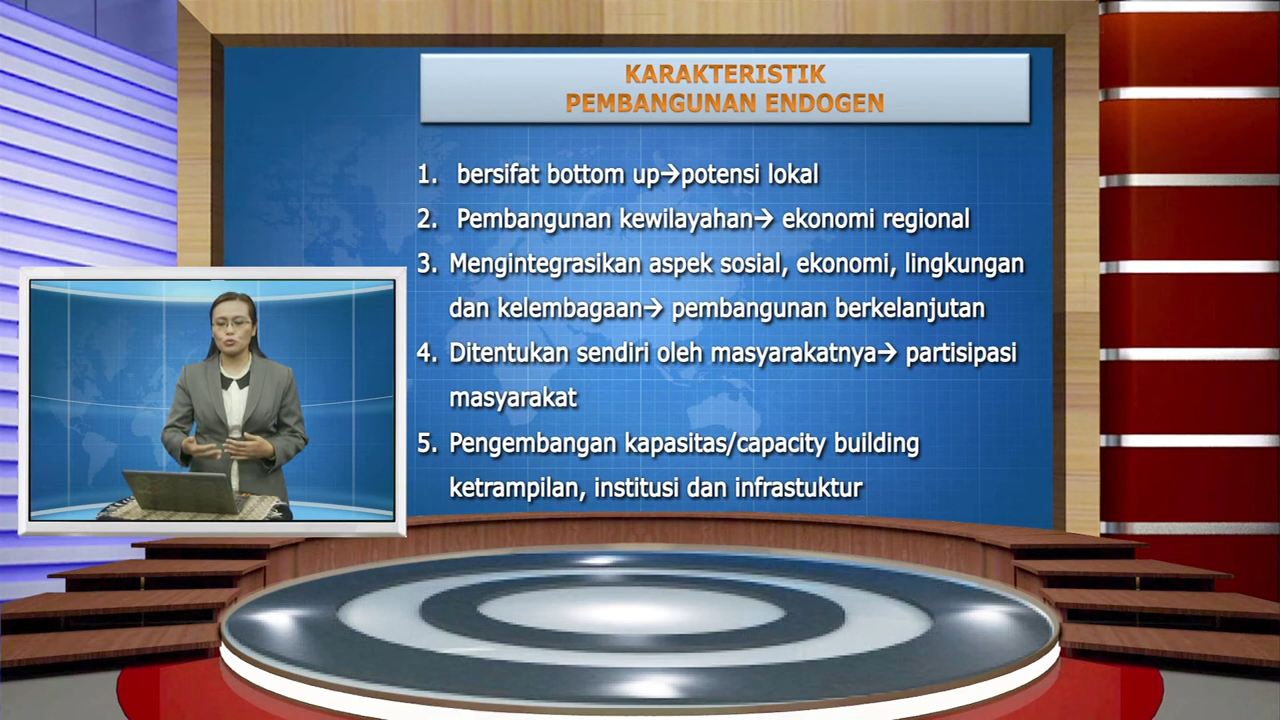 KARAKTERISTIK
PEMBANGUNAN ENDOGEN
1. bersifat bottom up→potensi lokal
2. Pembangunan kewilayahan→ ekonomi regional
3. Mengintegrasikan aspek sosial, ekonomi, lingkungan
dan kelembagaan→ pembangunan berkelanjutan
4. Ditentukan sendiri oleh masyarakatnya→ partisipasi
masyarakat
5. Pengembangan kapasitas/capacity building
ketrampilan, institusi dan infrastuktur